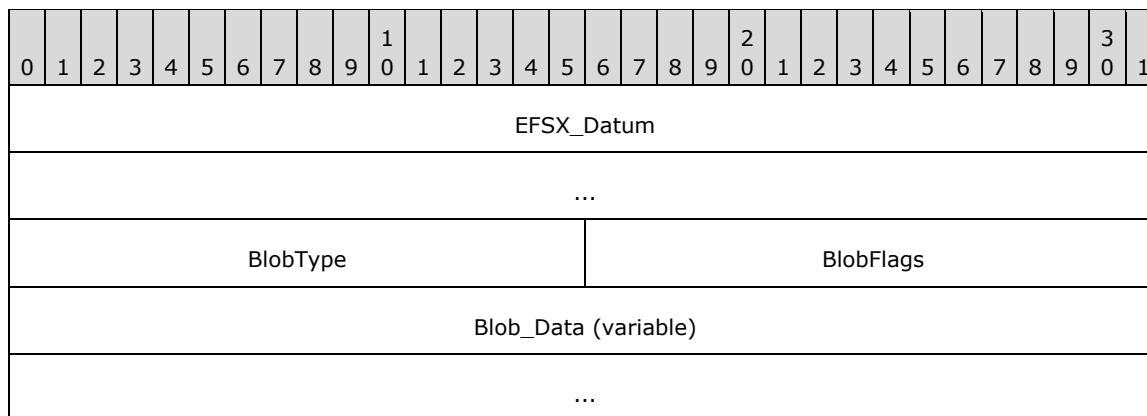 1 2 3
0 1 2 3 4 5 6 7 8 9 0 1 2 3 4 5 6 7 8 9 0 1 2 3 4 5 6 7 8 9 0 1
EFSX_Datum
...
BlobType BlobFlags
Blob_Data (variable)
...